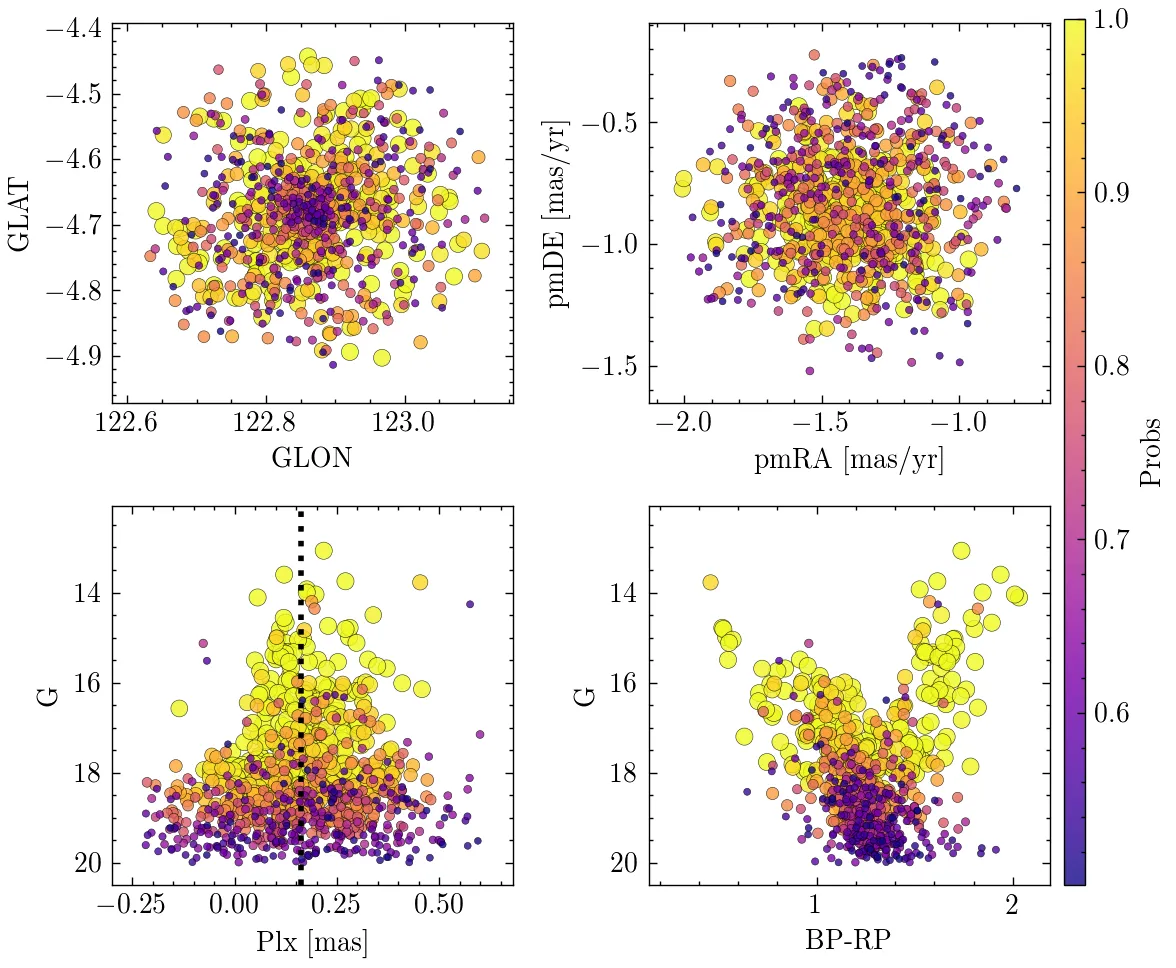 −4.4
−4.5
−4.6
−4.7
−4.8
−4.9
GLAT
122.6 122.8 123.0
GLON
−0.5
−1.0
−1.5
pmDE [mas/yr]
−2.0 −1.5 −1.0
pmRA [mas/yr]
14
16
18
20
G
−0.25 0.00 0.25 0.50
Plx [mas]
14
16
18
20
G
1 2
BP-RP
1.0
0.9
0.8
0.7
0.6
Probs